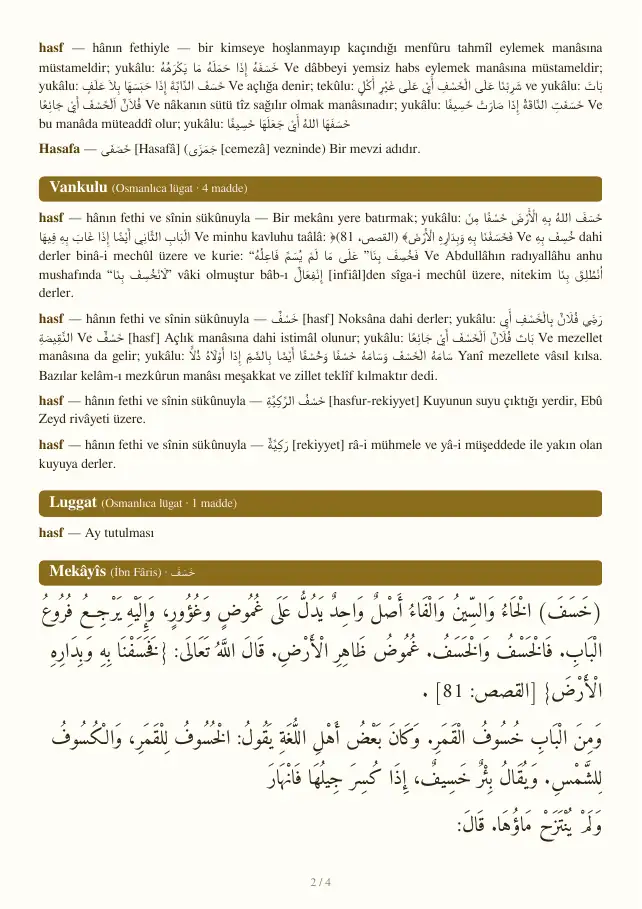 hasf — hânın fethiyle — bir kimseye hoşlanmayıp kaçındığı menfûru tahmîl eylemek manâsına
müstameldir; yukâlu: خَسَفَهُ إِذَا حَمَلَهُ مَا يَكْرَهُهُ Ve dâbbeyi yemsiz habs eylemek manâsına müstameldir;
yukâlu: خَسَفَ الدَّابَّةَ إِذَا حَبَسَهَا بِلَا عَلَفٍ Ve açlığa denir; tekûlu: شَرِبْنَا عَلَى الْخَسْفِ أَيْ عَلَى غَيْرِ أَكْلٍ ve yukâlu: بَاتَ
فُلَانٌ اَلْخَسْفَ أَيْ جَائِعًا Ve nâkanın sütü tîz sağılır olmak manâsınadır; yukâlu: خَسَفَتِ النَّاقَةُ إِذَا صَارَتْ خَسِيفًا Ve
bu manâda müteaddî olur; yukâlu: خَسَفَهَا اللهُ أَيْ جَعَلَهَا خَسِيفًا
Hasafa — خَسَفَى [Hasafâ] (جَمَزَى [cemezâ] vezninde) Bir mevzi adıdır.
Vankulu (Osmanlıca lügat · 4 madde)
hasf — hânın fethi ve sînin sükûnuyla — Bir mekânı yere batırmak; yukâlu: خَسَفَ اللهُ بِهِ الْأَرْضَ خَسْفًا مِنَ
الْبَابِ الثَّانِي أَيْضًا إِذَا غَابَ بِهِ فِيهَا Ve minhu kavluhu taâlâ: ﴿فَخَسَفْنَا بِهِ وَبِدَارِهِ الْأَرْضَ﴾ (القصص، 81) Ve خُسِفَ بِهِ dahi
derler binâ-i mechûl üzere ve kurie: “لَخُسِفَ بِنَا” عَلَى مَا لَمْ يُسَمَّ فَاعِلُهُ Ve Abdullâhın radıyallâhu anhu
mushafında “لَانْخُسِفَ بِنَا” vâki olmuştur bâb-ı إِنْفِعَالٌ [infiâl]den sîga-i mechûl üzere, nitekim أُنْطُلِقَ بِنَا
derler.
hasf — hânın fethi ve sînin sükûnuyla — خَسْفٌ [hasf] Noksâna dahi derler; yukâlu: رَضِيَ فُلَانٌ بِالْخَسْفِ أَيِ
النَّقِيصَةِ Ve خَسْفٌ [hasf] Açlık manâsına dahi istimâl olunur; yukâlu: بَاتَ فُلَانٌ الْخَسْفَ أَيْ جَائِعًا Ve mezellet
manâsına da gelir; yukâlu: سَامَهُ الْخَسْفَ وَسَامَهُ خَسْفًا وَخُسْفًا أَيْضًا بِالضَّمِّ إِذَا أَوْلَاهُ ذُلًّا Yanî mezellete vâsıl kılsa.
Bazılar kelâm-ı mezkûrun manâsı meşakkat ve zillet teklîf kılmaktır dedi.
hasf — hânın fethi ve sînin sükûnuyla — خَسْفُ الرَّكِيَّةِ [hasfur-rekiyyet] Kuyunun suyu çıktığı yerdir, Ebû
Zeyd rivâyeti üzere.
hasf — hânın fethi ve sînin sükûnuyla — رَكِيَّةٌ [rekiyyet] râ-i mühmele ve yâ-i müşeddede ile yakın olan
kuyuya derler.
Luggat (Osmanlıca lügat · 1 madde)
hasf — Ay tutulması
Mekâyîs (İbn Fâris) · خَسَفَ
(خَسَفَ) الْخَاءُ وَالسِّينُ وَالْفَاءُ أَصْلٌ وَاحِدٌ يَدُلُّ عَلَى غُمُوضٍ وَغُؤُورٍ، وَإِلَيْهِ يَرْجِعُ فُرُوعُ
الْبَابِ. فَالْخَسْفُ وَالْخَسَفُ. غُمُوضُ ظَاهِرِ الْأَرْضِ. قَالَ اللَّهُ تَعَالَى: {فَخَسَفْنَا بِهِ وَبِدَارِهِ
الْأَرْضَ} [القصص: 81] .
وَمِنَ الْبَابِ خُسُوفُ الْقَمَرِ. وَكَانَ بَعْضُ أَهْلِ اللُّغَةِ يَقُولُ: الْخُسُوفُ لِلْقَمَرِ، وَالْكُسُوفُ
لِلشَّمْسِ. وَيُقَالُ بِئْرٌ خَسِيفٌ، إِذَا كُسِرَ جِيلُهَا فَانْهَارَ
وَلَمْ يُنْتَزَحْ مَاؤُهَا. قَالَ:
2 / 4